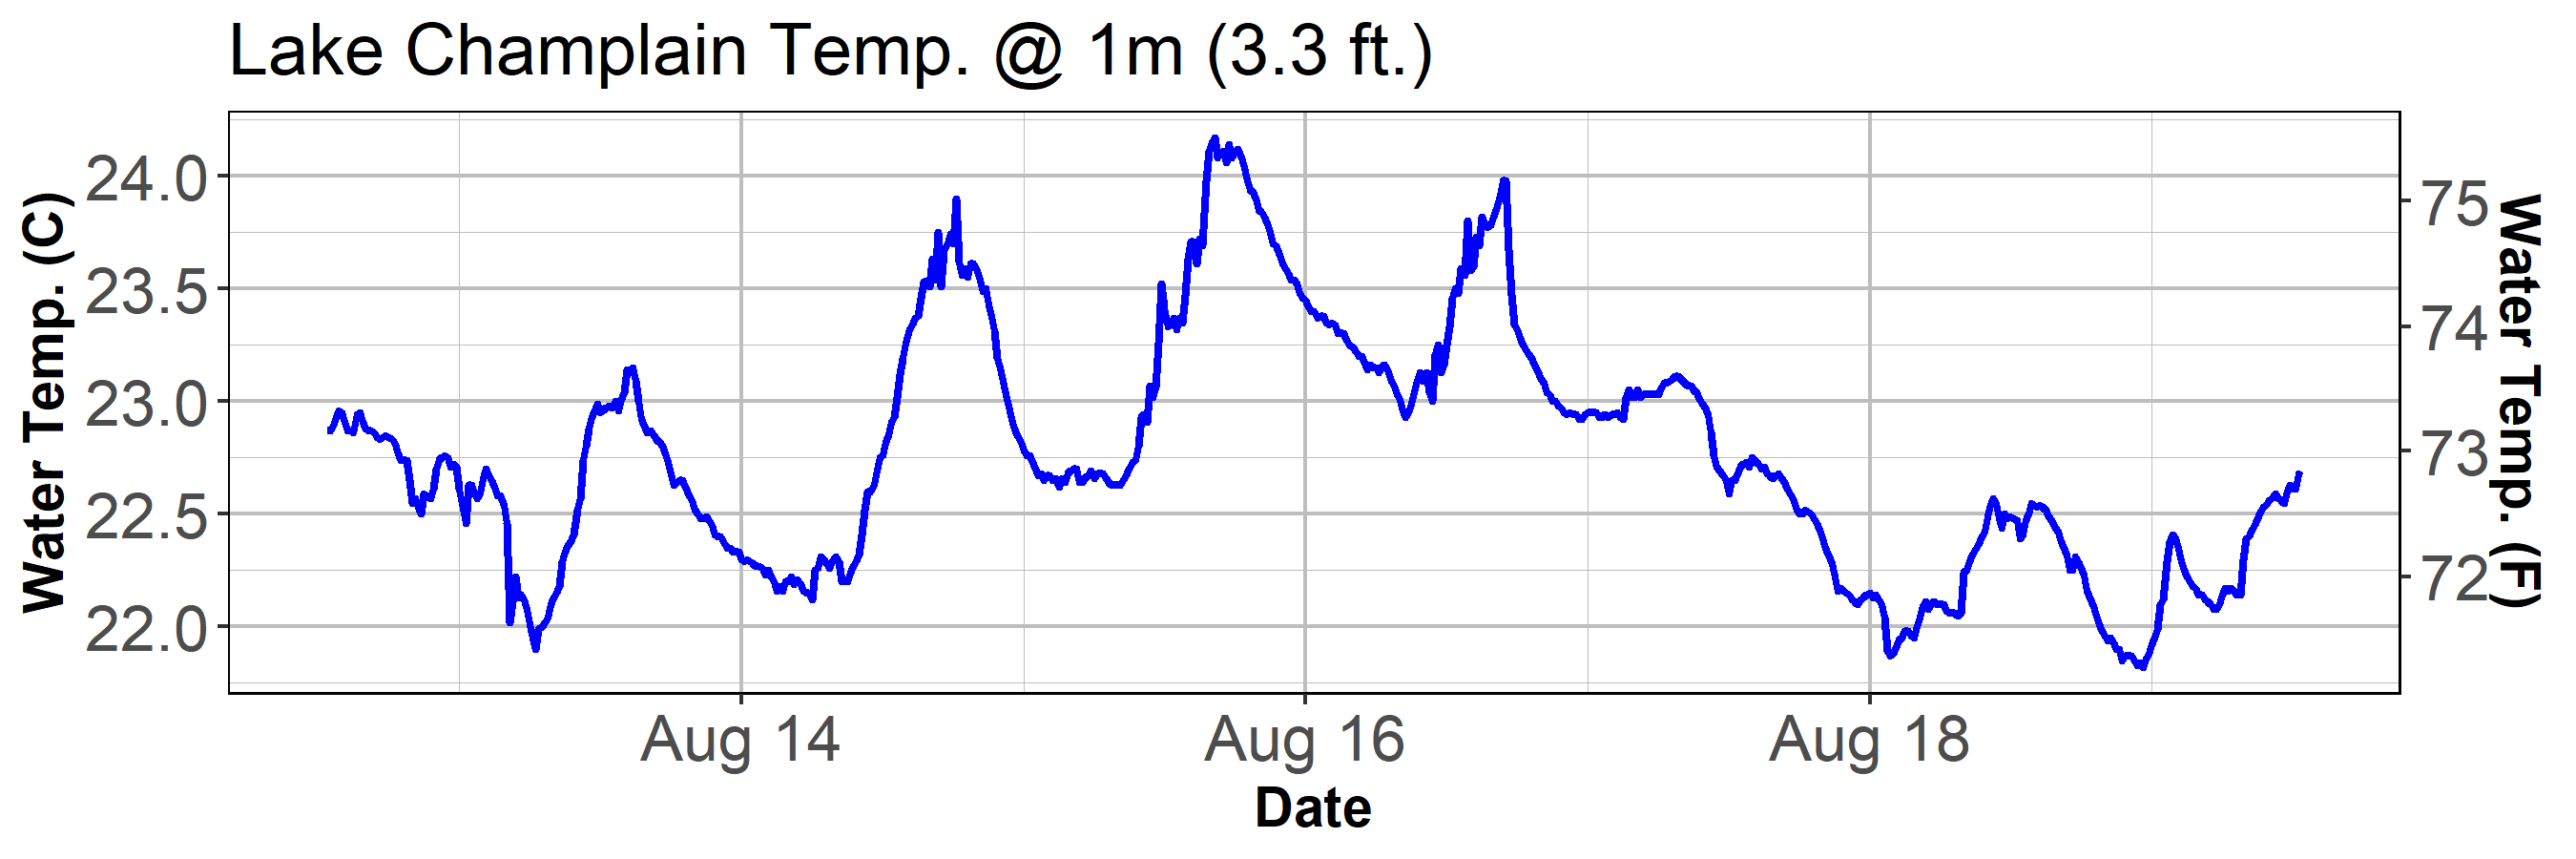 Lake Champlain Temp. @ 1m (3.3 ft.)
Water Temp. (C)
24.0
23.5
23.0
22.5
22.0
75
74
73
72
Water Temp. (F)
Aug 14
Aug 16
Aug 18
Date